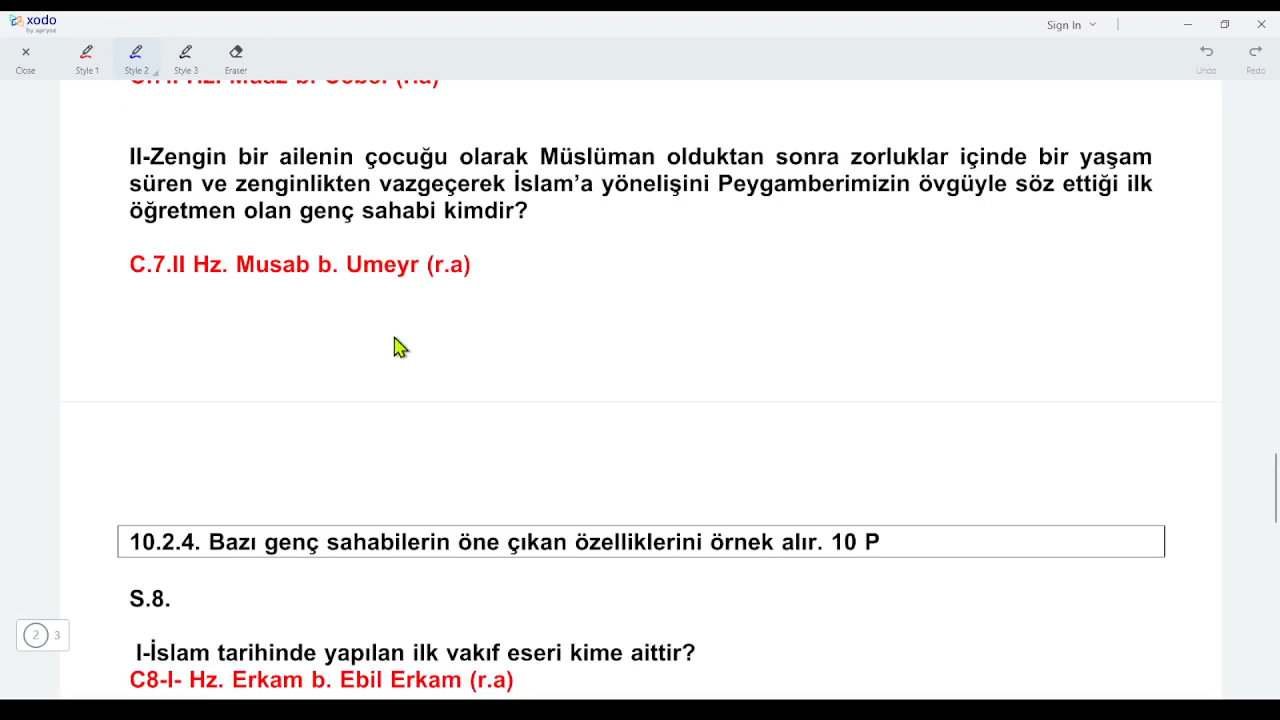 xodo
by apryse
Sign In
Close
Style 1
Style 2
Style 3
Eraser
Undo
Redo
II-Zengin bir ailenin çocuğu olarak Müslüman olduktan sonra zorluklar içinde bir yaşam
süren ve zenginlikten vazgeçerek İslam’a yönelişini Peygamberimizin övgüyle söz ettiği ilk
öğretmen olan genç sahabi kimdir?
C.7.II Hz. Musab b. Umeyr (r.a)
10.2.4. Bazı genç sahabilerin öne çıkan özelliklerini örnek alır. 10 P
S.8.
2 3
I-İslam tarihinde yapılan ilk vakıf eseri kime aittir?
C8-I- Hz. Erkam b. Ebil Erkam (r.a)